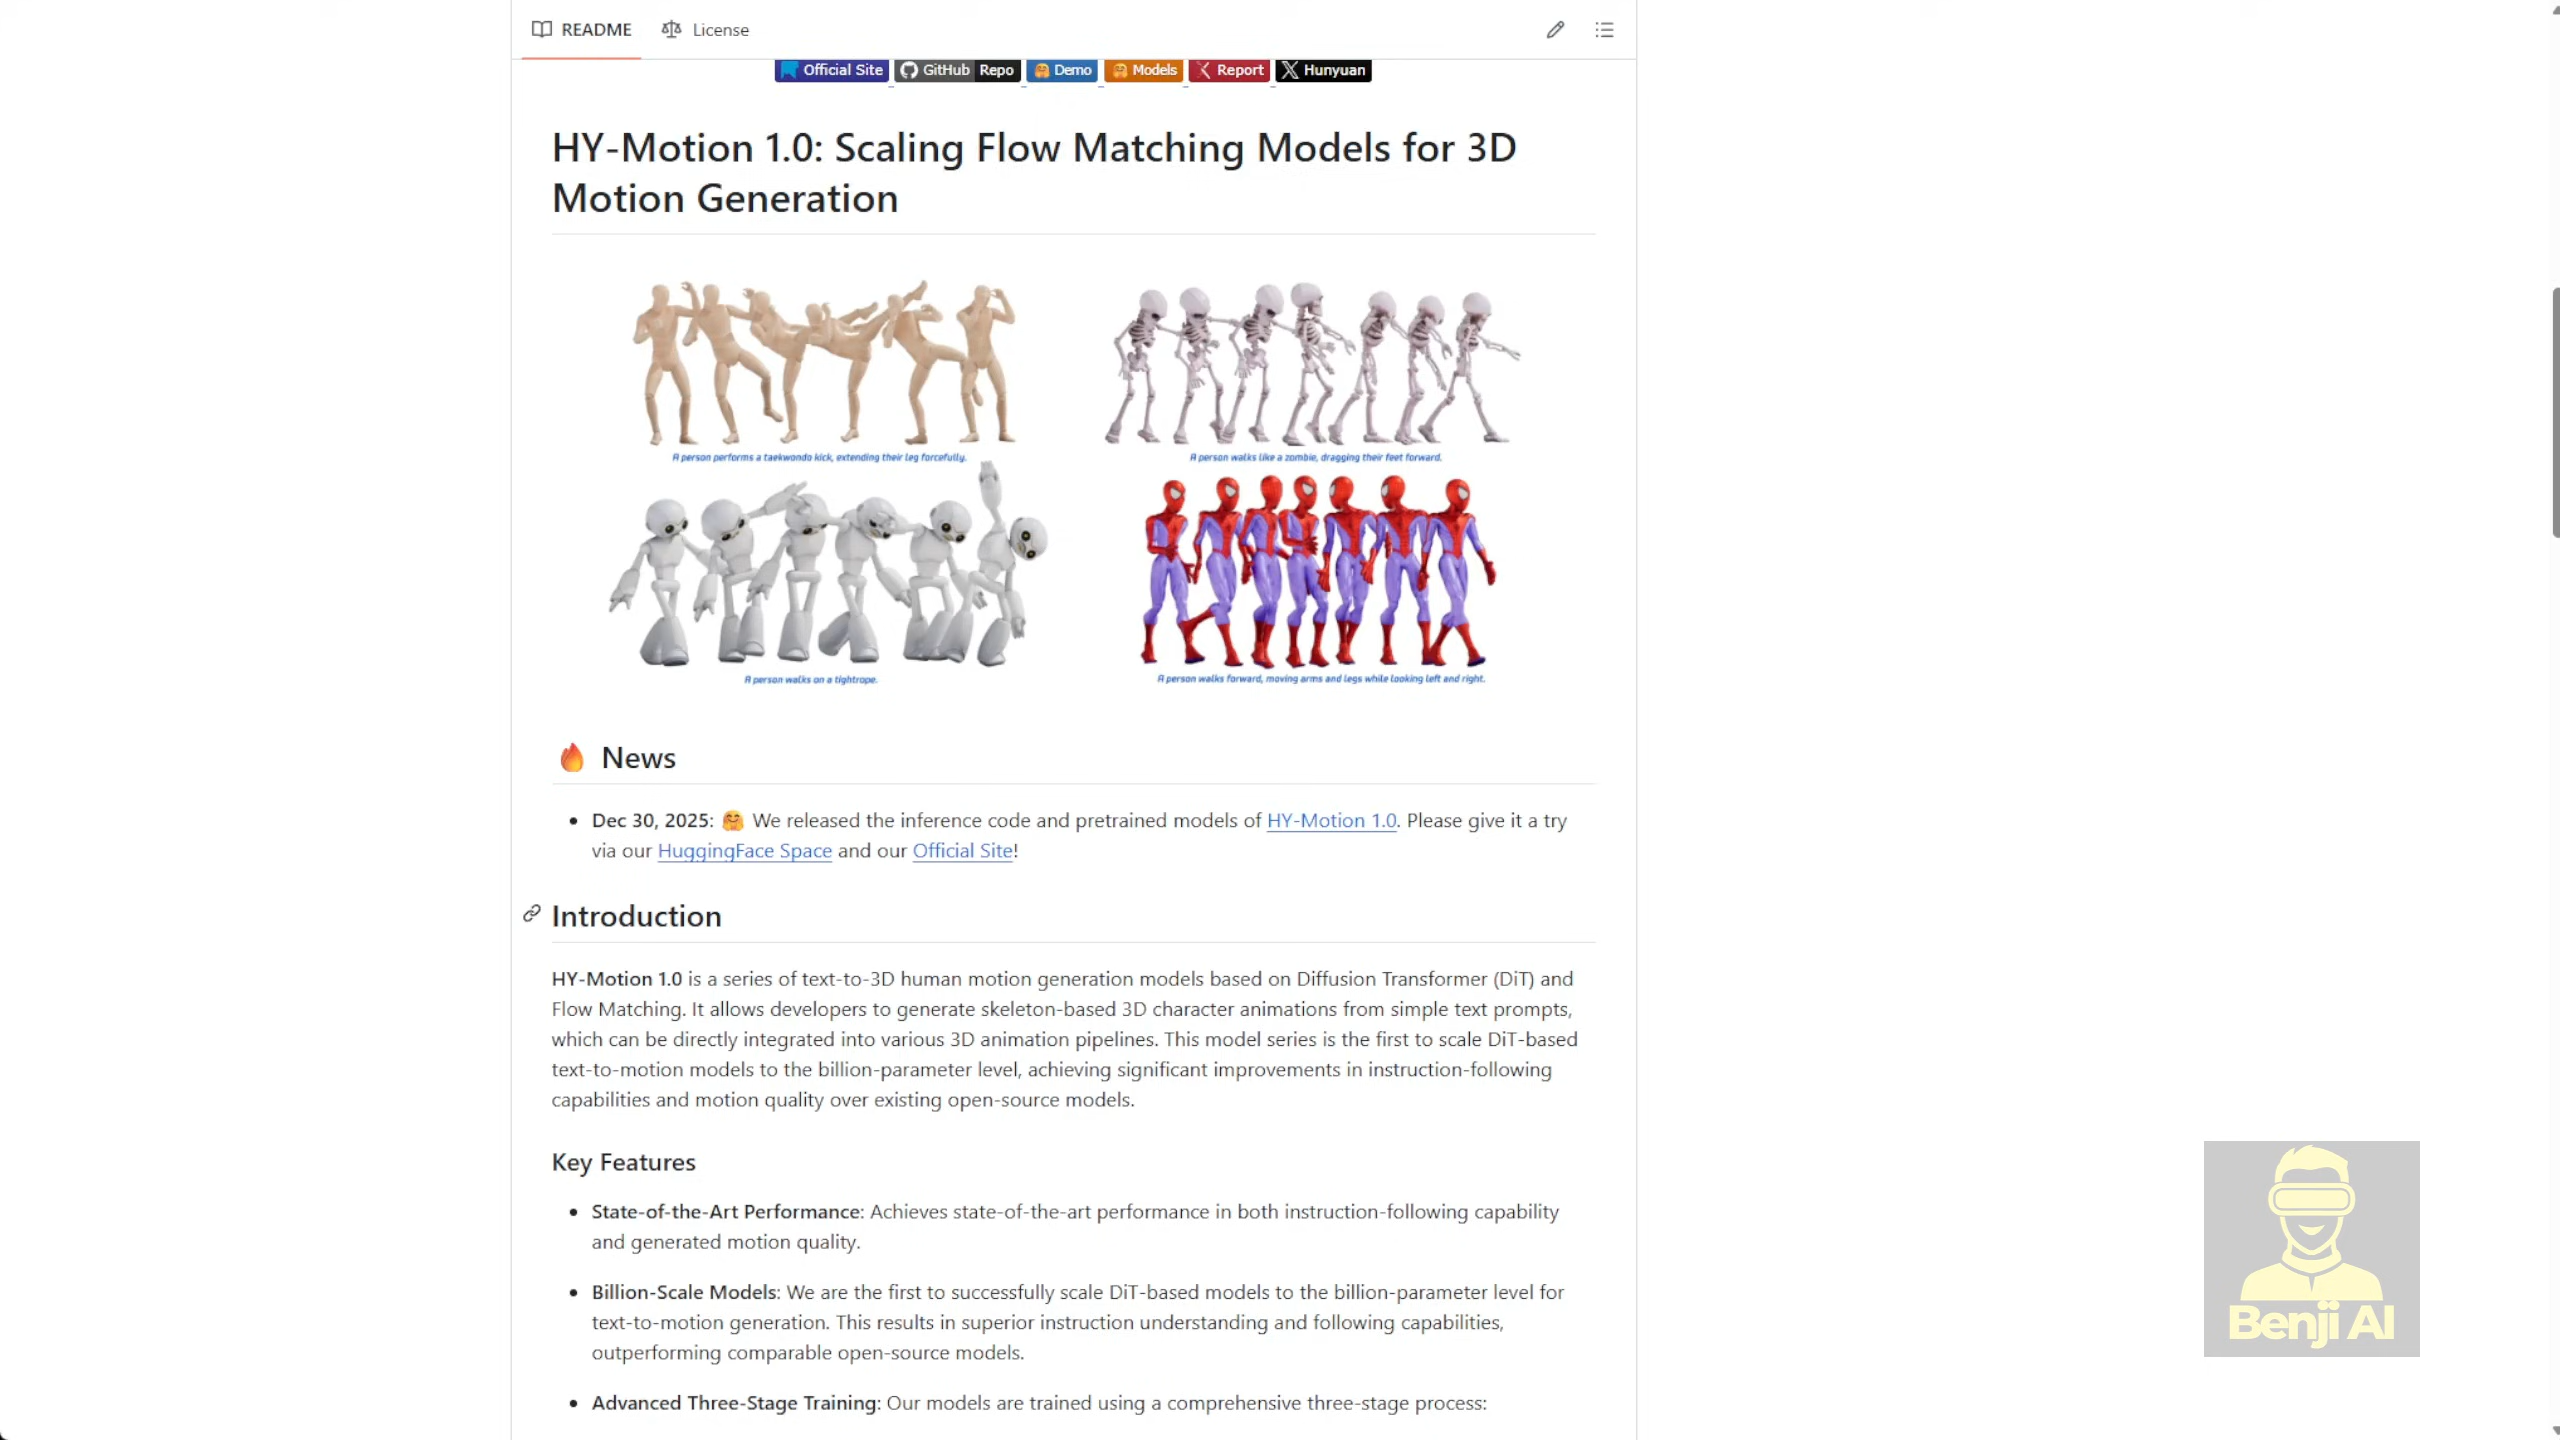 README
License
Official Site
GitHub Repo
Demo
Models
Report
Hunyuan
HY-Motion 1.0: Scaling Flow Matching Models for 3D
Motion Generation
A person performs a taekwondo kick, extending their leg forcefully.
A person walks like a zombie, dragging their feet forward.
A person walks on a tightrope.
A person walks forward, moving arms and legs while looking left and right.
News
Dec 30, 2025: 🤗 We released the inference code and pretrained models of HY-Motion 1.0. Please give it a try
via our HuggingFace Space and our Official Site!
Introduction
HY-Motion 1.0 is a series of text-to-3D human motion generation models based on Diffusion Transformer (DiT) and
Flow Matching. It allows developers to generate skeleton-based 3D character animations from simple text prompts,
which can be directly integrated into various 3D animation pipelines. This model series is the first to scale DiT-based
text-to-motion models to the billion-parameter level, achieving significant improvements in instruction-following
capabilities and motion quality over existing open-source models.
Key Features
State-of-the-Art Performance: Achieves state-of-the-art performance in both instruction-following capability
and generated motion quality.
Billion-Scale Models: We are the first to successfully scale DiT-based models to the billion-parameter level for
text-to-motion generation. This results in superior instruction understanding and following capabilities,
outperforming comparable open-source models.
Advanced Three-Stage Training: Our models are trained using a comprehensive three-stage process:
Benji AI